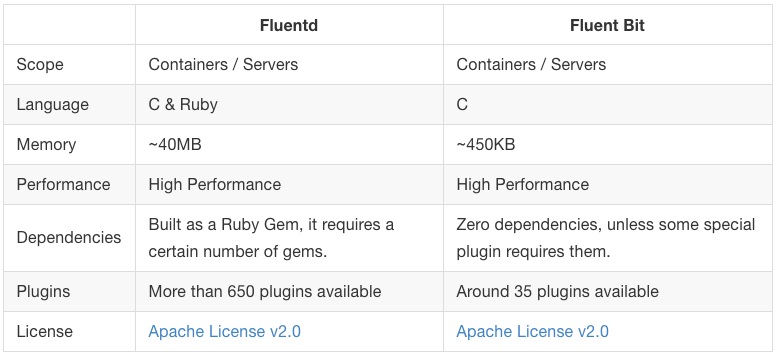 Fluentd Fluent Bit
Scope Containers / Servers Containers / Servers
Language C & Ruby C
Memory ~40MB ~450KB
Performance High Performance High Performance
Dependencies Built as a Ruby Gem, it requires a certain number of gems. Zero dependencies, unless some special plugin requires them.
Plugins More than 650 plugins available Around 35 plugins available
License Apache License v2.0 Apache License v2.0